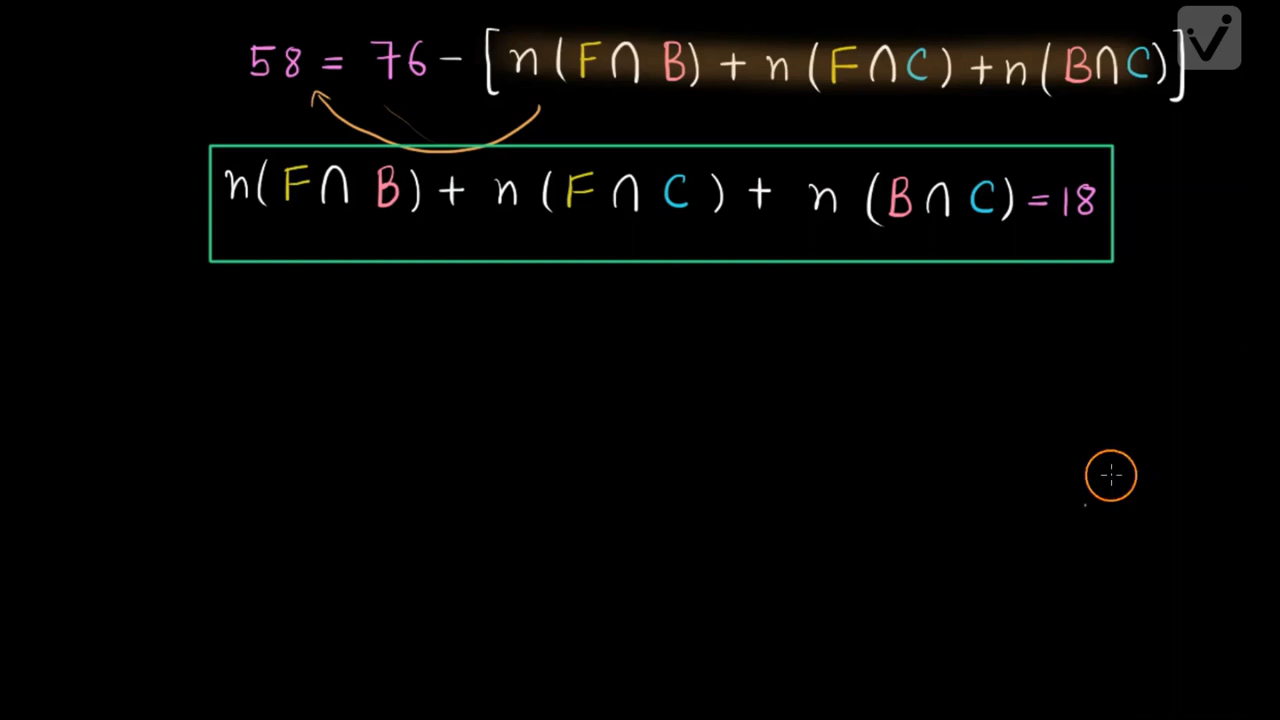 58 = 76 - [n(F∩B) + n(F∩C) + n(B∩C)]
n(F∩B) + n(F∩C) + n(B∩C) = 18